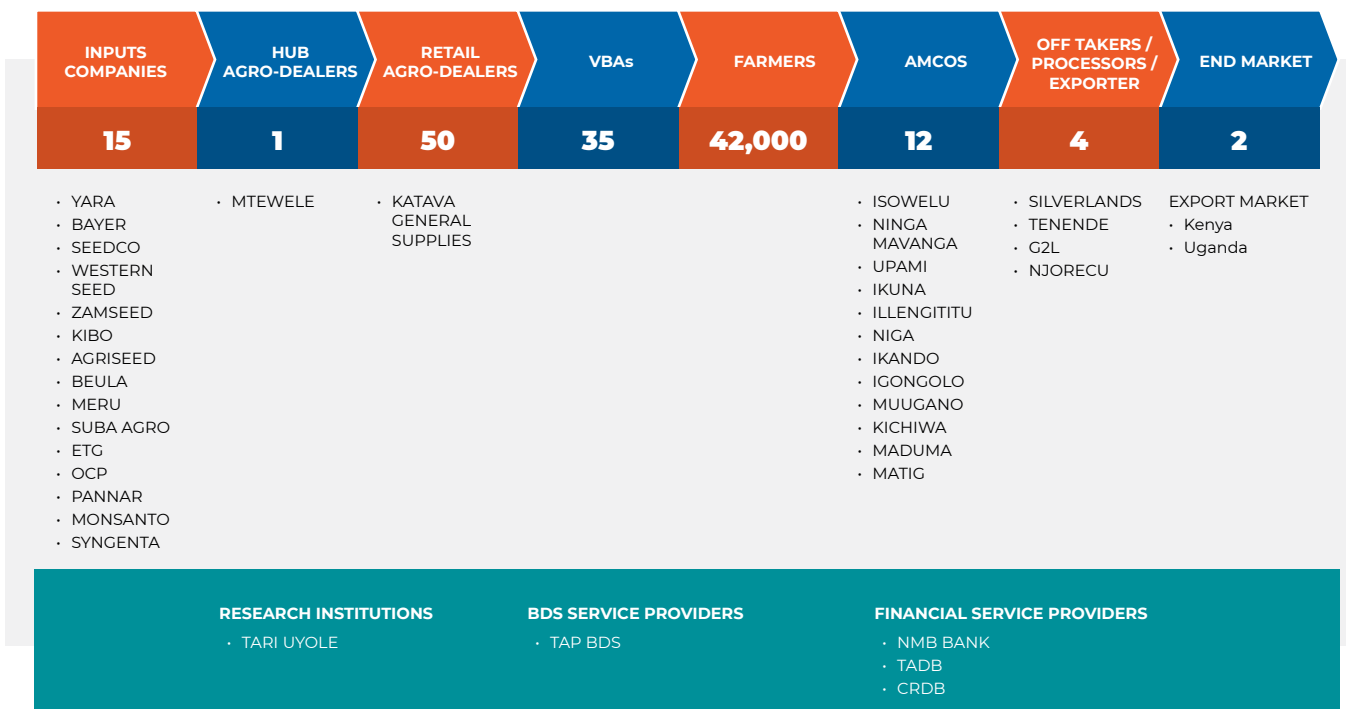 INPUTS
COMPANIES
HUB
AGRO-DEALERS
RETAIL
AGRO-DEALERS
VBAs
FARMERS
AMCOS
OFF TAKERS /
PROCESSORS /
EXPORTER
END MARKET
15
1
50
35
42,000
12
4
2
• YARA
• BAYER
• SEEDCO
• WESTERN
SEED
• ZAMSEED
• KIBO
• AGRISEED
• BEULA
• MERU
• SUBA AGRO
• ETG
• OCP
• PANNAR
• MONSANTO
• SYNGENTA
• MTEWELE
• KATAVA
GENERAL
SUPPLIES
• ISOWELU
• NINGA
MAVANGA
• UPAMI
• IKUNA
• ILLENGITITU
• NIGA
• IKANDO
• IGONGOLO
• MUUGANO
• KICHIWA
• MADUMA
• MATIG
• SILVERLANDS
• TENENDE
• G2L
• NJORECU
EXPORT MARKET
• Kenya
• Uganda
RESEARCH INSTITUTIONS
• TARI UYOLE
BDS SERVICE PROVIDERS
• TAP BDS
FINANCIAL SERVICE PROVIDERS
• NMB BANK
• TADB
• CRDB